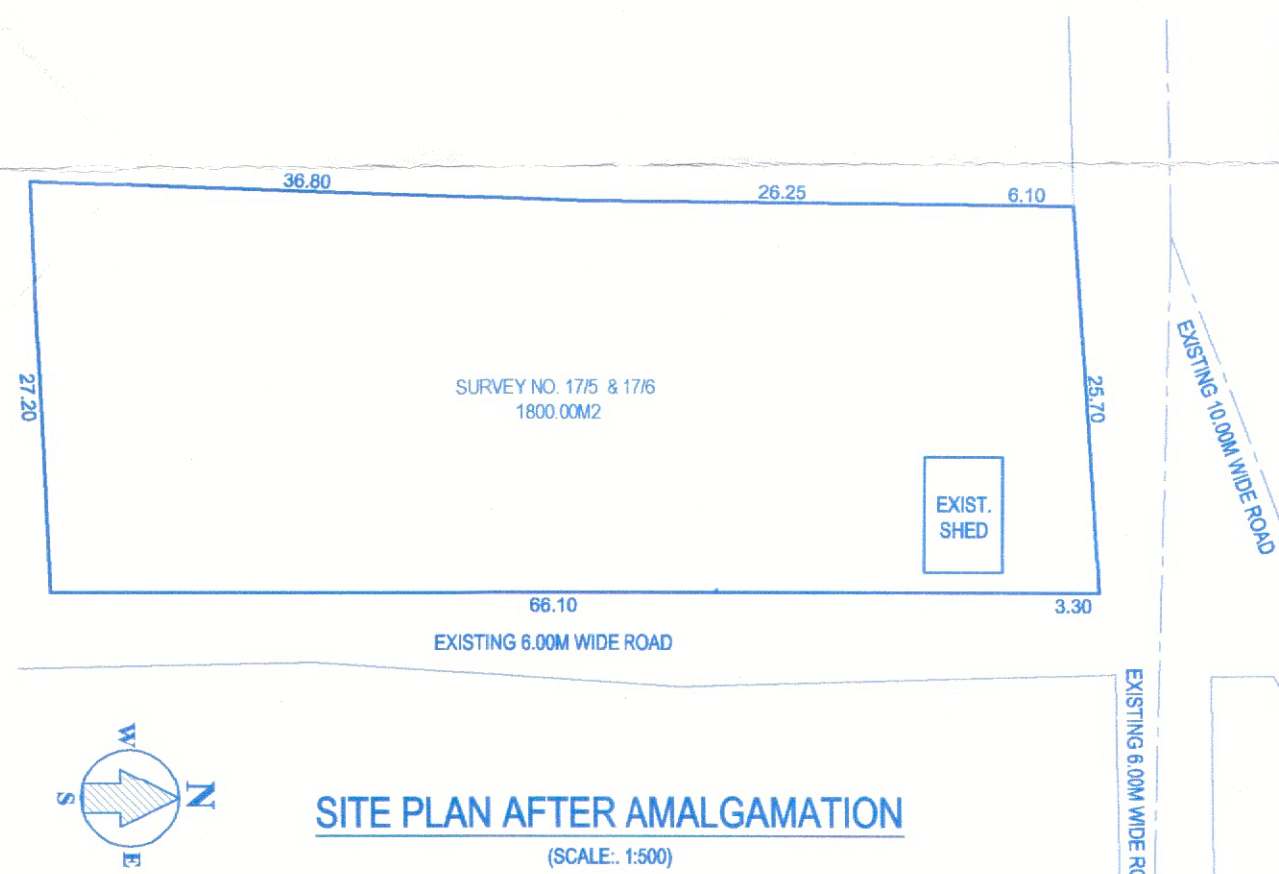 36.80
26.25
6.10
27.20
SURVEY NO. 17/5 & 17/6
1800.00M2
25.70
EXISTING 10.00M WIDE ROAD
EXIST.
SHED
66.10
3.30
EXISTING 6.00M WIDE ROAD
EXISTING 6.00M WIDE RO
W
S
N
E
SITE PLAN AFTER AMALGAMATION
(SCALE:. 1:500)